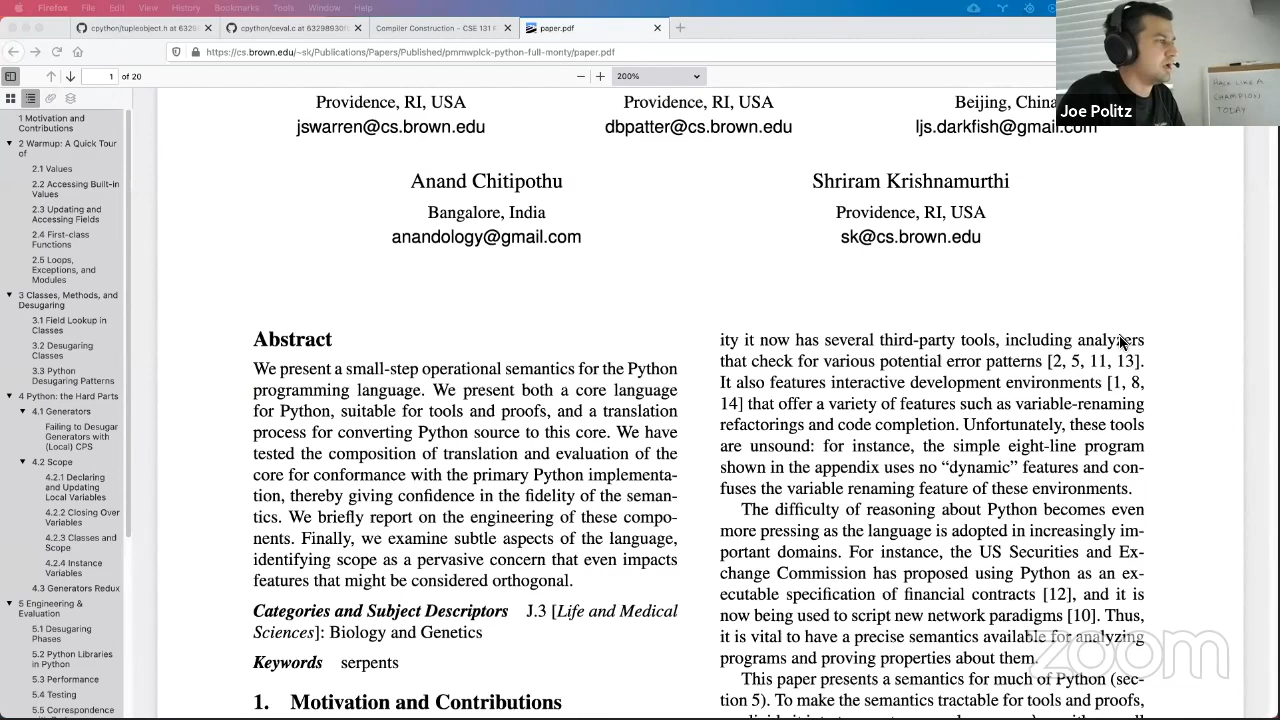 Firefox File Edit View History Bookmarks Tools Window Help
cpython/tupleobject.h at 63298
cpython/ceval.c at 63298930
Compiler Construction – CSE 131 F
paper.pdf
https://cs.brown.edu/~sk/Publications/Papers/Published/pmmwplck-python-full-monty/paper.pdf
1 of 20
200%
Joe Politz
HACK LIKE A
CHAMPION
TODAY
1 Motivation and
Contributions
2 Warmup: A Quick Tour
of
2.1 Values
2.2 Accessing Built-in
Values
2.3 Updating and
Accessing Fields
2.4 First-class
Functions
2.5 Loops,
Exceptions, and
Modules
3 Classes, Methods, and
Desugaring
3.1 Field Lookup in
Classes
3.2 Desugaring
Classes
3.3 Python
Desugaring Patterns
4 Python: the Hard Parts
4.1 Generators
Failing to Desugar
Generators with
(Local) CPS
4.2 Scope
4.2.1 Declaring
and Updating
Local Variables
4.2.2 Closing Over
Variables
4.2.3 Classes and
Scope
4.2.4 Instance
Variables
4.3 Generators Redux
5 Engineering &
Evaluation
5.1 Desugaring
Phases
5.2 Python Libraries
in Python
5.3 Performance
5.4 Testing
5.5 Correspondence
Providence, RI, USA
jswarren@cs.brown.edu
Providence, RI, USA
dbpatter@cs.brown.edu
Beijing, China
ljs.darkfish@gmail.com
Anand Chitipothu
Bangalore, India
anandology@gmail.com
Shriram Krishnamurthi
Providence, RI, USA
sk@cs.brown.edu
Abstract
We present a small-step operational semantics for the Python
programming language. We present both a core language
for Python, suitable for tools and proofs, and a translation
process for converting Python source to this core. We have
tested the composition of translation and evaluation of the
core for conformance with the primary Python implementa-
tion, thereby giving confidence in the fidelity of the seman-
tics. We briefly report on the engineering of these compo-
nents. Finally, we examine subtle aspects of the language,
identifying scope as a pervasive concern that even impacts
features that might be considered orthogonal.
Categories and Subject Descriptors J.3 [Life and Medical
Sciences]: Biology and Genetics
Keywords serpents
1. Motivation and Contributions
ity it now has several third-party tools, including analyzers
that check for various potential error patterns [2, 5, 11, 13].
It also features interactive development environments [1, 8,
14] that offer a variety of features such as variable-renaming
refactorings and code completion. Unfortunately, these tools
are unsound: for instance, the simple eight-line program
shown in the appendix uses no “dynamic” features and con-
fuses the variable renaming feature of these environments.
The difficulty of reasoning about Python becomes even
more pressing as the language is adopted in increasingly im-
portant domains. For instance, the US Securities and Ex-
change Commission has proposed using Python as an ex-
ecutable specification of financial contracts [12], and it is
now being used to script new network paradigms [10]. Thus,
it is vital to have a precise semantics available for analyzing
programs and proving properties about them.
This paper presents a semantics for much of Python (sec-
tion 5). To make the semantics tractable for tools and proofs,
zoom